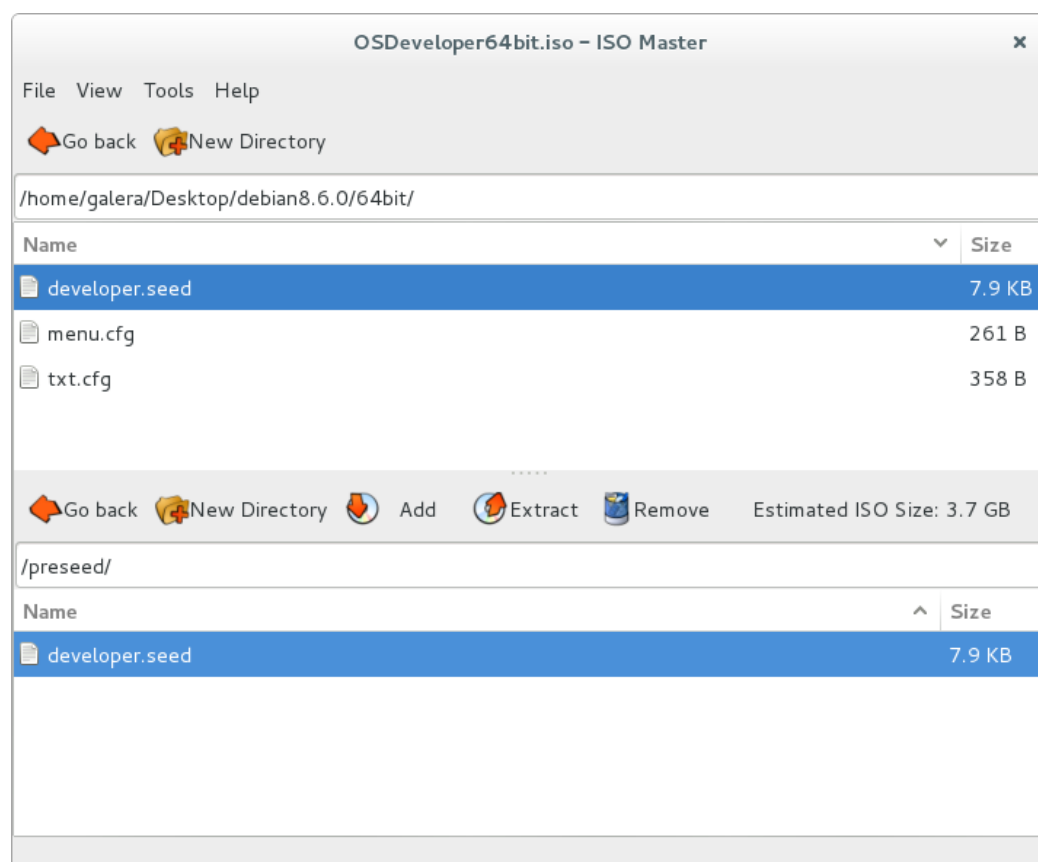 OSDeveloper64bit.iso – ISO Master
File View Tools Help
Go back New Directory
/home/galera/Desktop/debian8.6.0/64bit/
Name Size
developer.seed 7.9 KB
menu.cfg 261 B
txt.cfg 358 B
Go back New Directory Add Extract Remove Estimated ISO Size: 3.7 GB
/preseed/
Name Size
developer.seed 7.9 KB